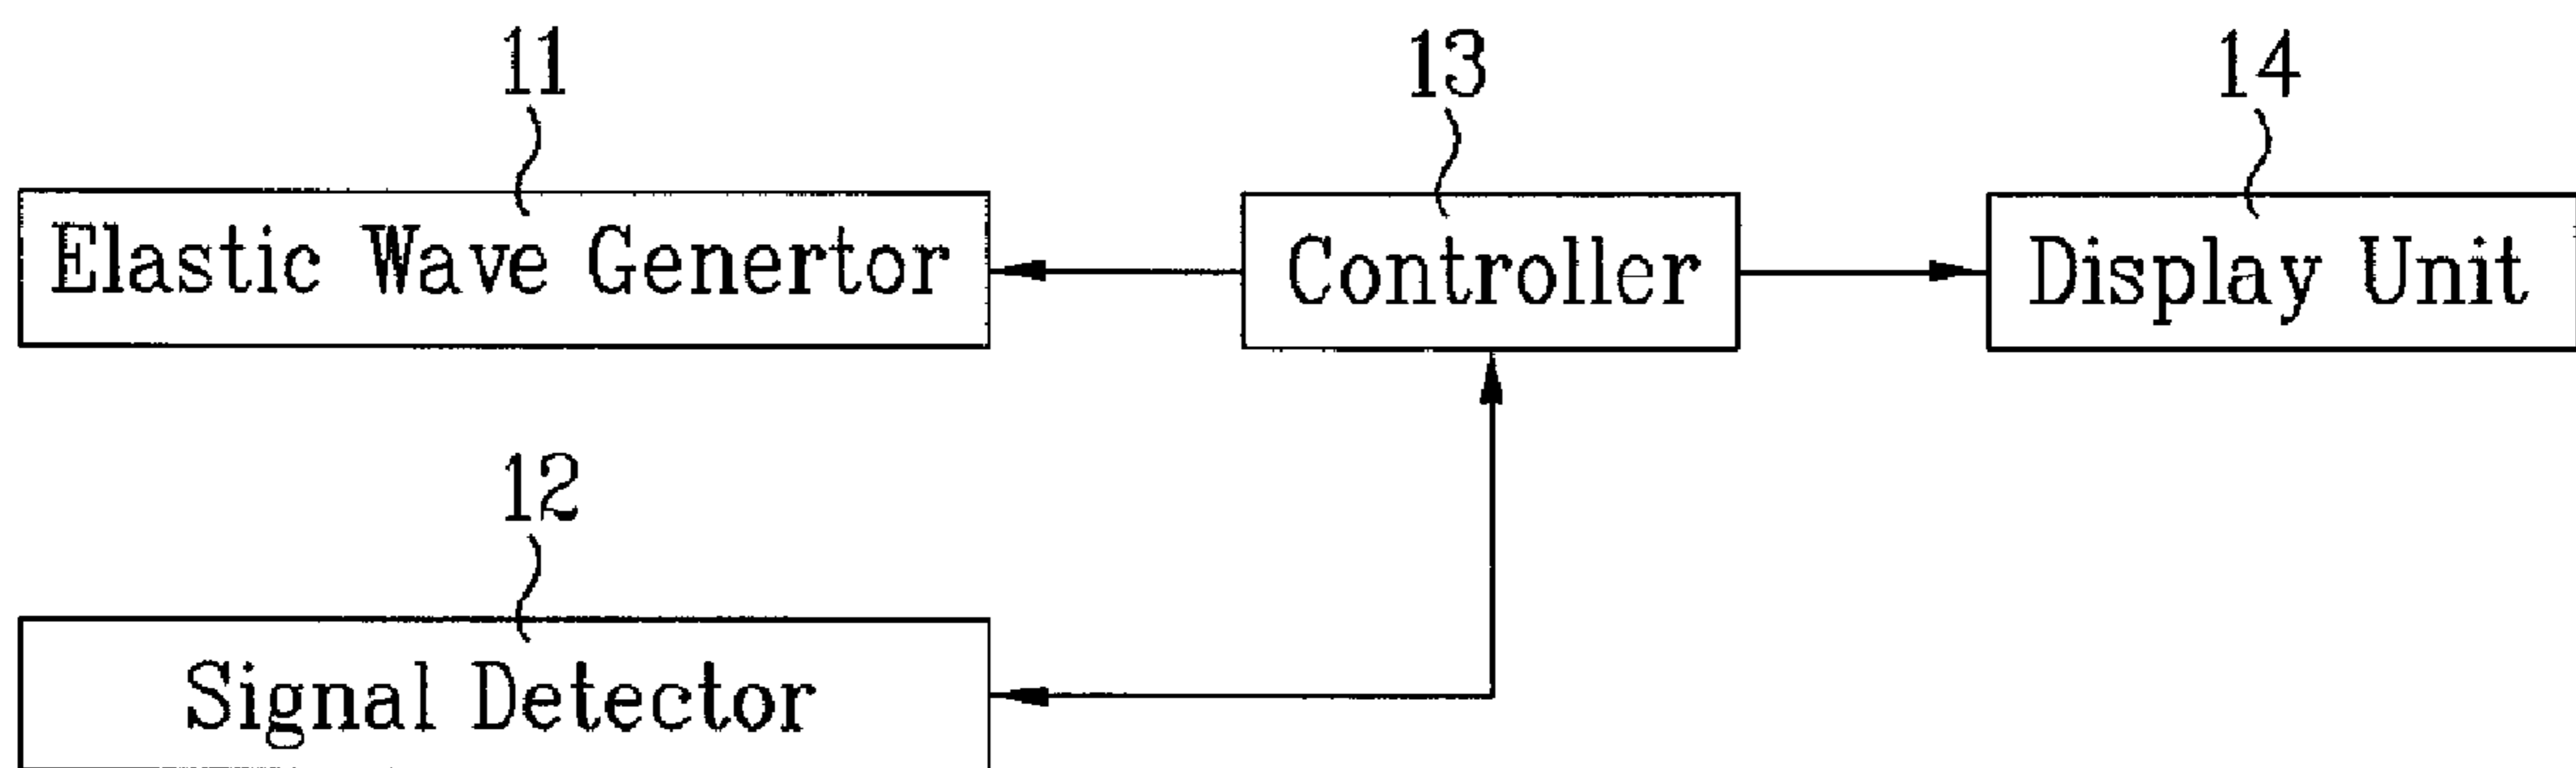 11
13
14
Elastic Wave Genertor
Controller
Display Unit
12
Signal Detector